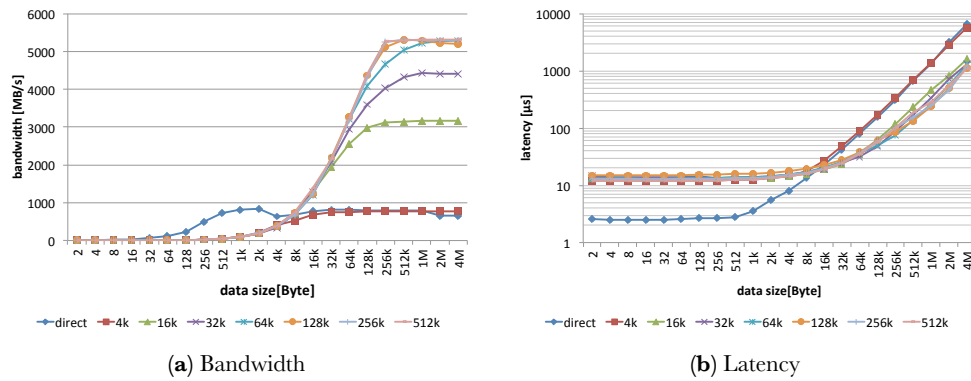 6000
5000
4000
3000
2000
1000
0
bandwidth [MB/s]
2 4 8 16 32 64 128 256 512 1k 2k 4k 8k 16k 32k 64k 128k 256k 512k 1M 2M 4M
data size[Byte]
direct 4k 16k 32k 64k 128k 256k 512k
(a) Bandwidth
10000
1000
100
10
1
latency [µs]
2 4 8 16 32 64 128 256 512 1k 2k 4k 8k 16k 32k 64k 128k 256k 512k 1M 2M 4M
data size[Byte]
direct 4k 16k 32k 64k 128k 256k 512k
(b) Latency